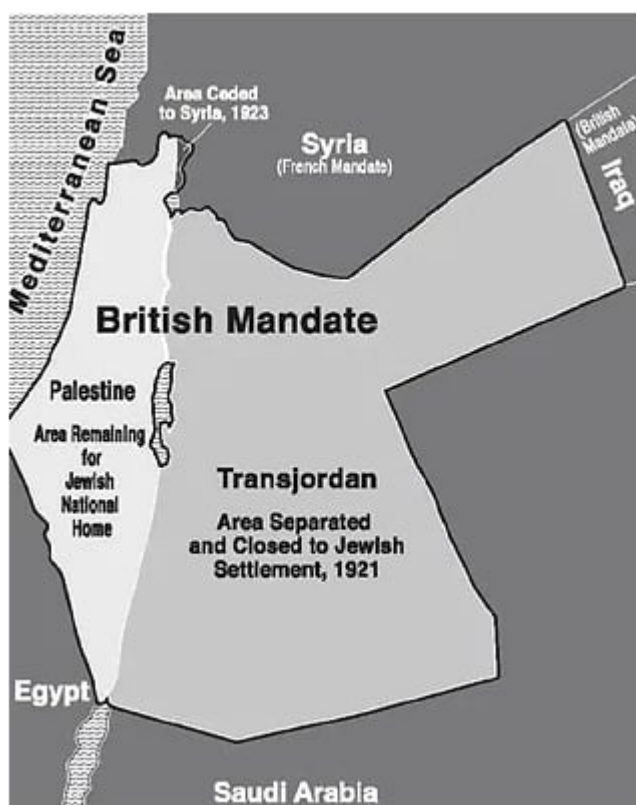 Mediterranean Sea
Area Ceded
to Syria, 1923
Syria
(French Mandate)
(British
Mandate)
Iraq
British Mandate
Palestine
Area Remaining
for
Jewish
National
Home
Transjordan
Area Separated
and Closed to Jewish
Settlement, 1921
Egypt
Saudi Arabia